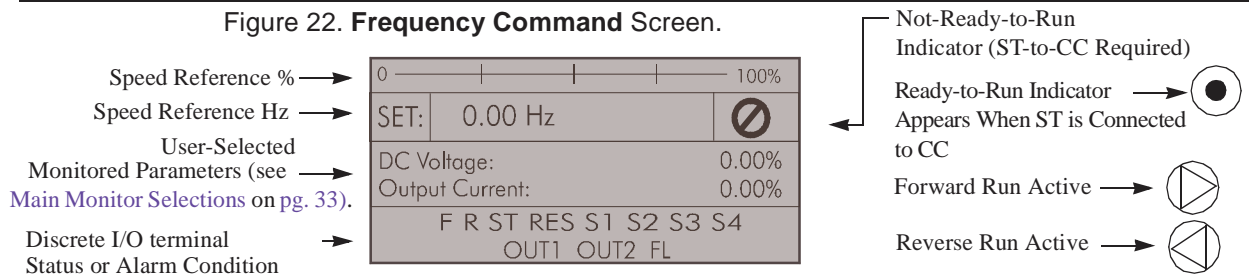 Figure 22. Frequency Command Screen.
Speed Reference %
Speed Reference Hz
User-Selected
Monitored Parameters (see
Main Monitor Selections on pg. 33).
Discrete I/O terminal
Status or Alarm Condition
0 100%
SET: 0.00 Hz
DC Voltage: 0.00%
Output Current: 0.00%
F R ST RES S1 S2 S3 S4
OUT1 OUT2 FL
Not-Ready-to-Run
Indicator (ST-to-CC Required)
Ready-to-Run Indicator
Appears When ST is Connected
to CC
Forward Run Active
Reverse Run Active